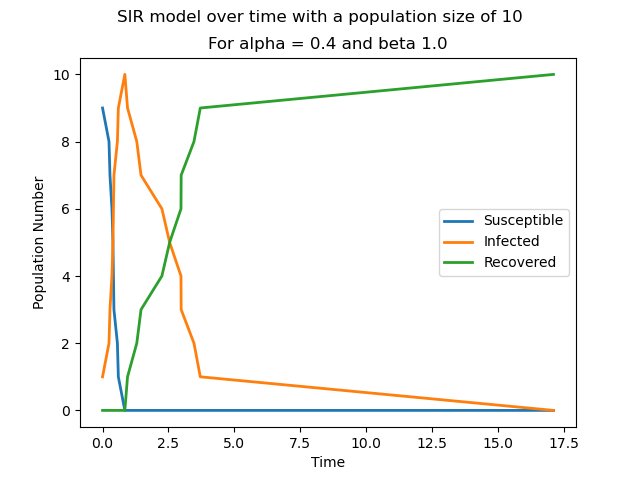 SIR model over time with a population size of 10
For alpha = 0.4 and beta 1.0
10
8
6
4
2
0
Population Number
Susceptible
Infected
Recovered
0.0 2.5 5.0 7.5 10.0 12.5 15.0 17.5
Time